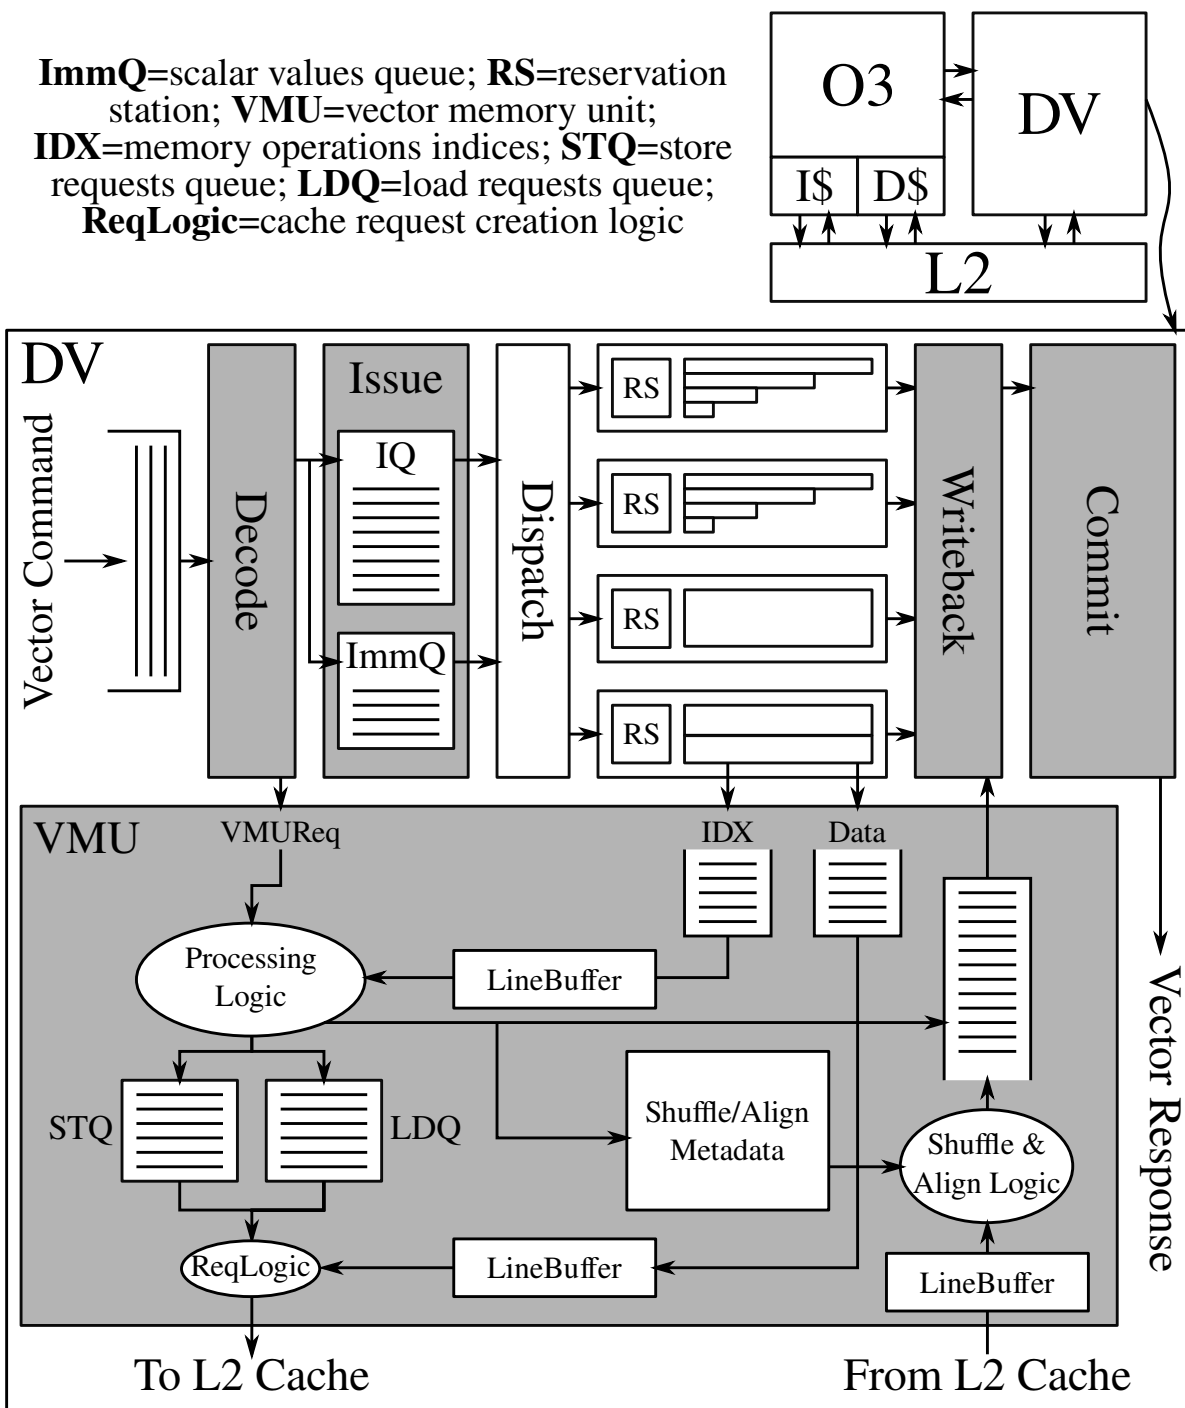 ImmQ=scalar values queue; RS=reservation
station; VMU=vector memory unit;
IDX=memory operations indices; STQ=store
requests queue; LDQ=load requests queue;
ReqLogic=cache request creation logic
O3
DV
I$
D$
L2
DV
Vector Command
Decode
Issue
IQ
ImmQ
Dispatch
RS
RS
RS
RS
Writeback
Commit
VMU
VMUReq
IDX
Data
Processing
Logic
LineBuffer
STQ
LDQ
Shuffle/Align
Metadata
Shuffle &
Align Logic
ReqLogic
LineBuffer
LineBuffer
Vector Response
To L2 Cache
From L2 Cache